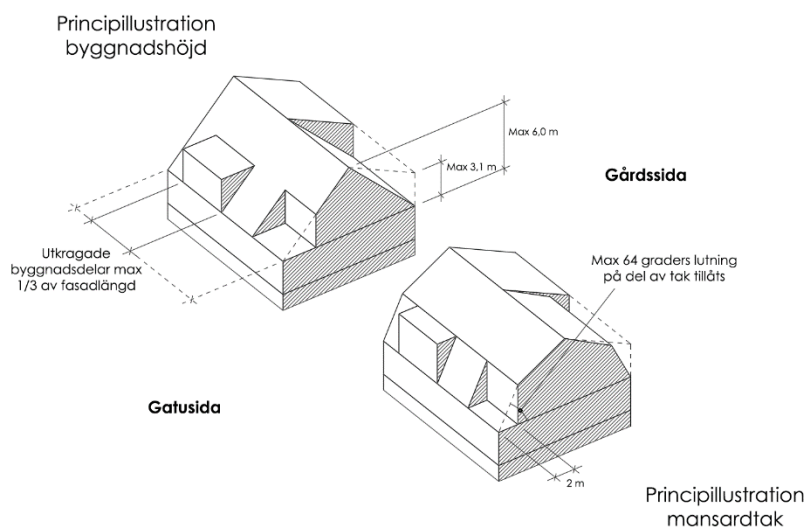 Principillustration
byggnadshöjd
Max 6,0 m
Max 3,1 m
Gårdssida
Utkragade
byggnadsdelar max
1/3 av fasadlängd
Max 64 graders lutning
på del av tak tillåts
Gatusida
2 m
Principillustration
mansardtak